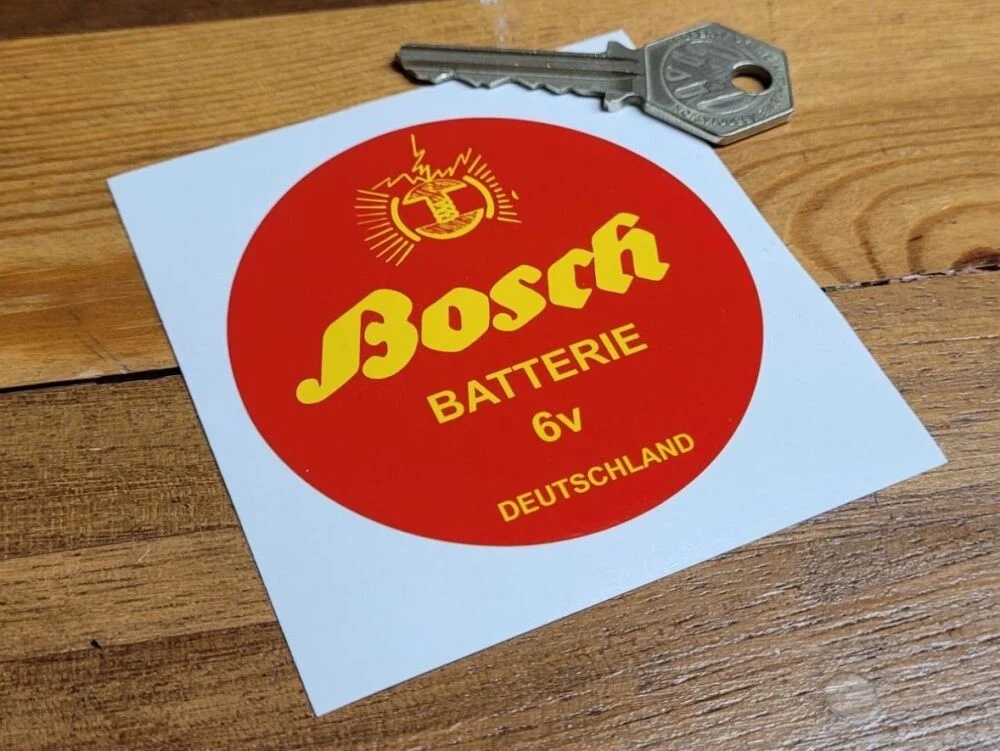 Bosch
BATTERIE
6v
DEUTSCHLAND